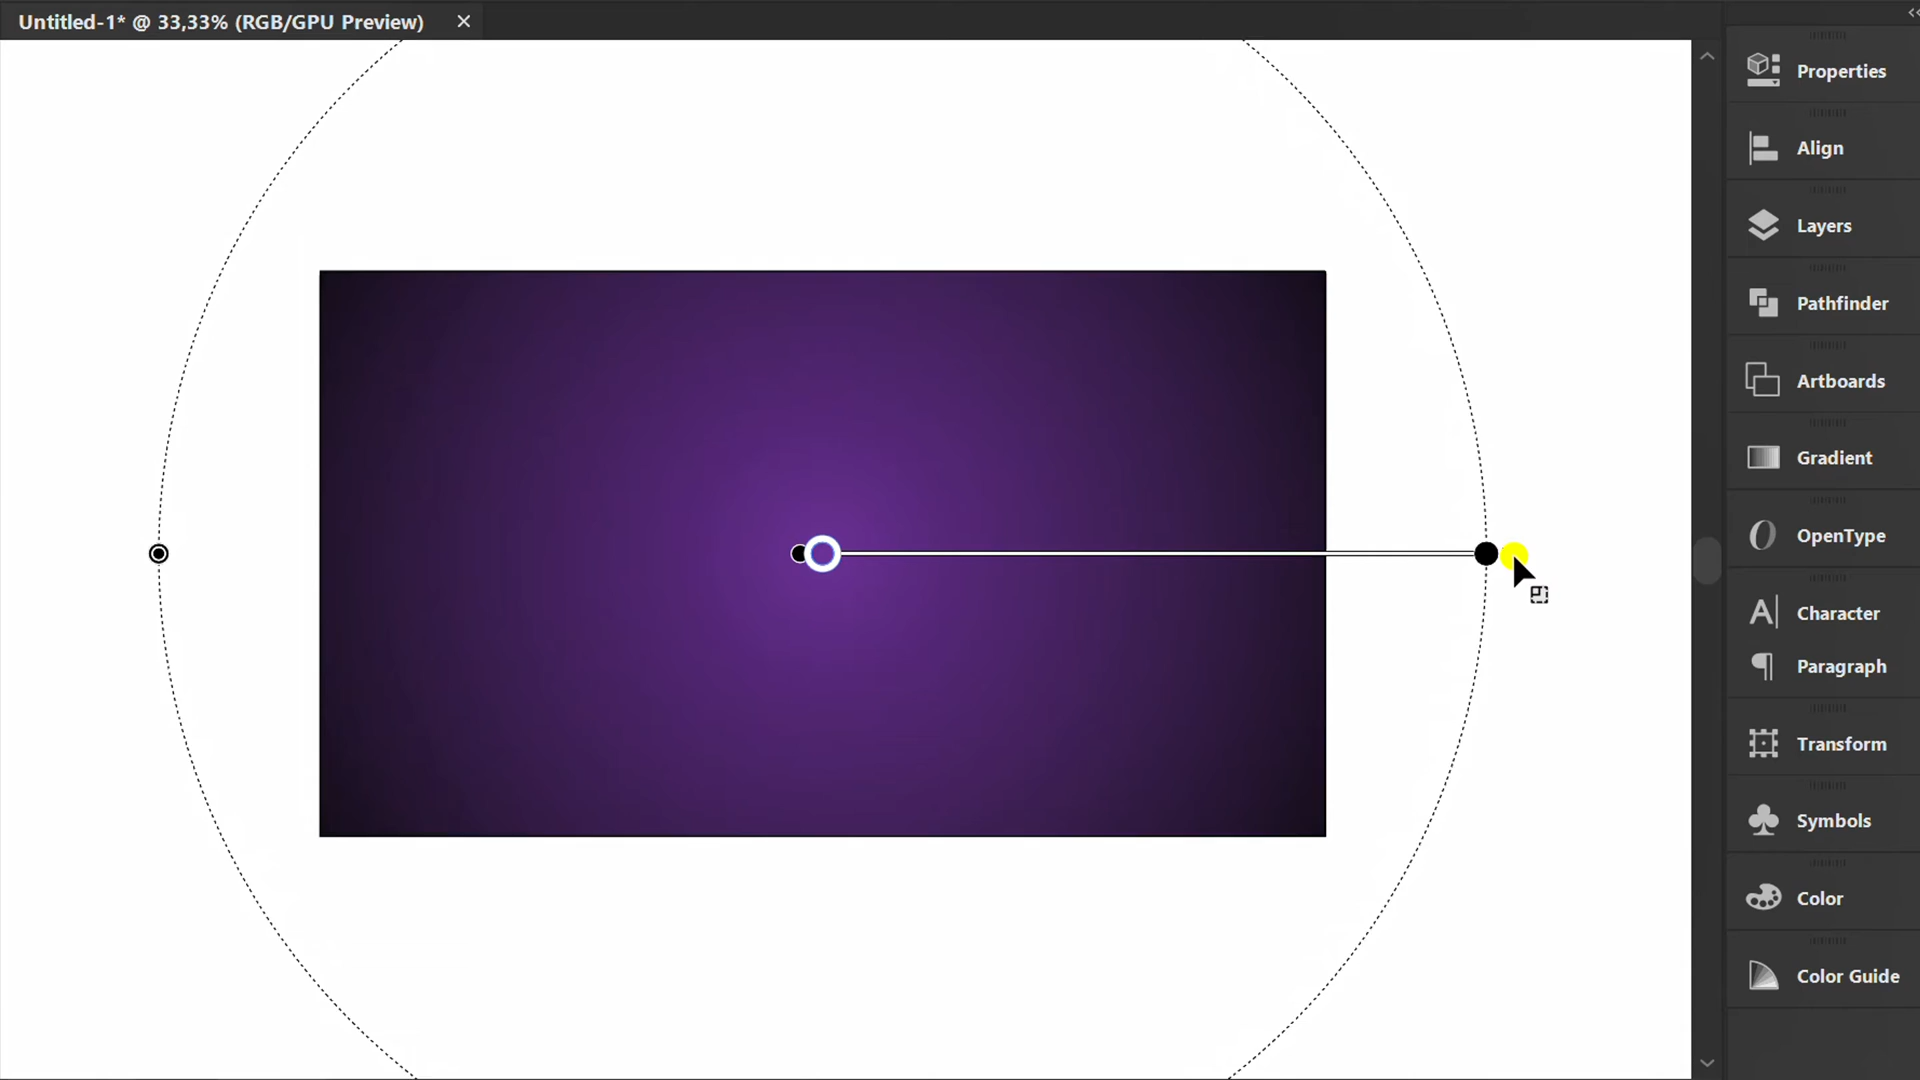 Untitled-1* @ 33,33% (RGB/GPU Preview)
Properties
Align
Layers
Pathfinder
Artboards
Gradient
OpenType
Character
Paragraph
Transform
Symbols
Color
Color Guide